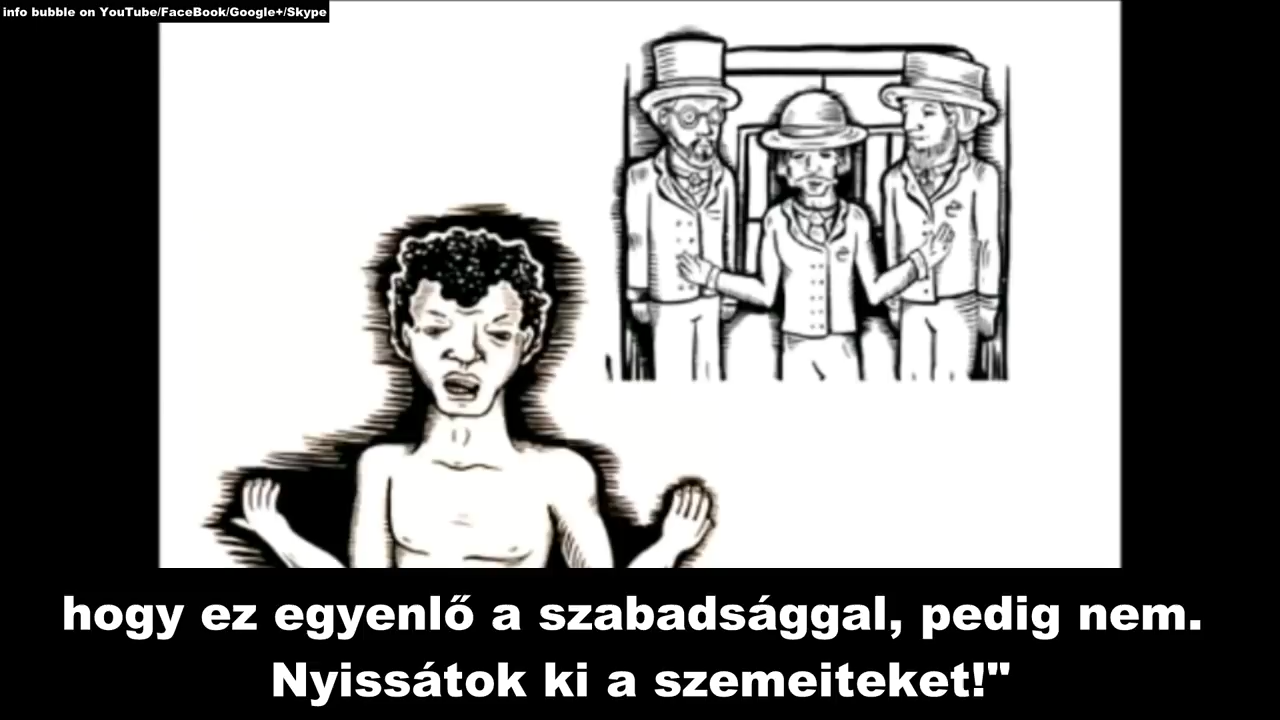 info bubble on YouTube/FaceBook/Google+/Skype
hogy ez egyenlő a szabadsággal, pedig nem.
Nyissátok ki a szemeiteket!"